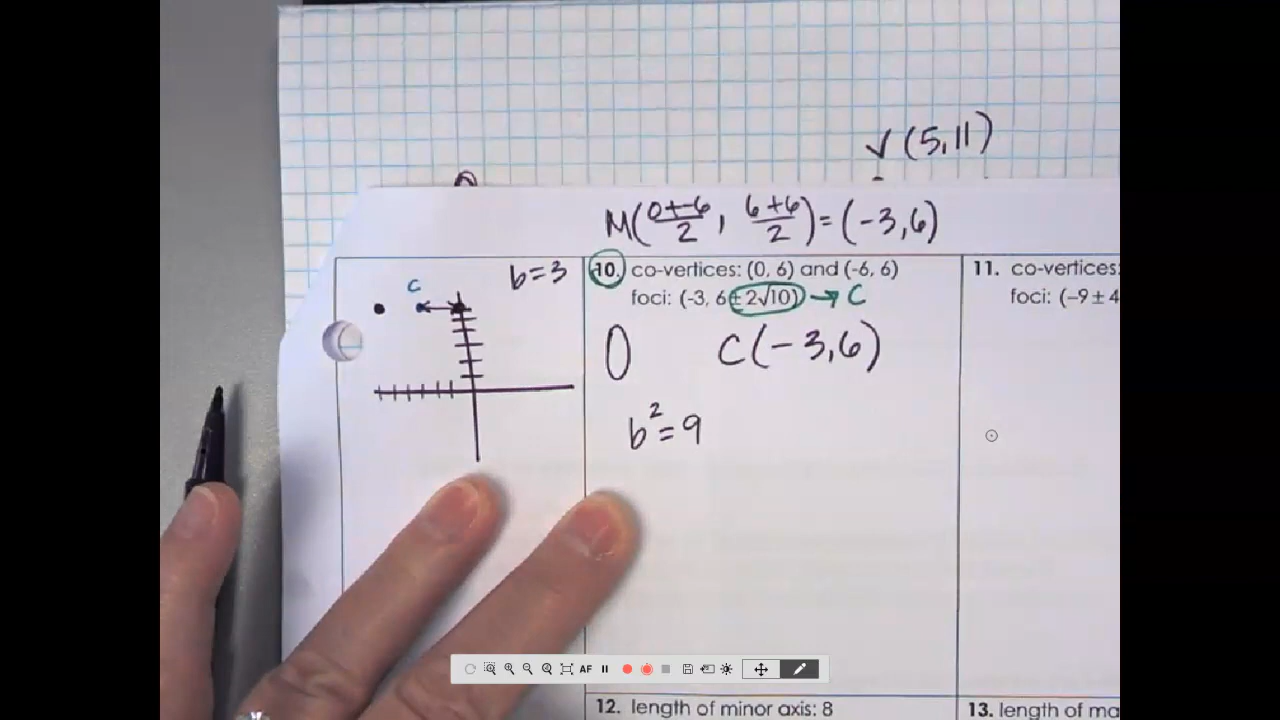 √(5,11)
M(0+-6/2, 6+6/2)=(-3,6)
C
b=3
10. co-vertices: (0, 6) and (-6, 6)
foci: (-3, 6±2√10) → C
C(-3,6)
b²=9
11. co-vertices:
foci: (-9 ± 4
12. length of minor axis: 8
13. length of ma
AF